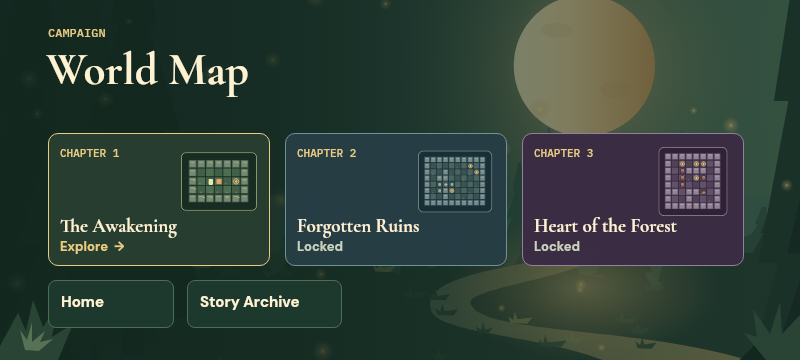 CAMPAIGN
World Map
CHAPTER 1
The Awakening
Explore →
CHAPTER 2
Forgotten Ruins
Locked
CHAPTER 3
Heart of the Forest
Locked
Home
Story Archive